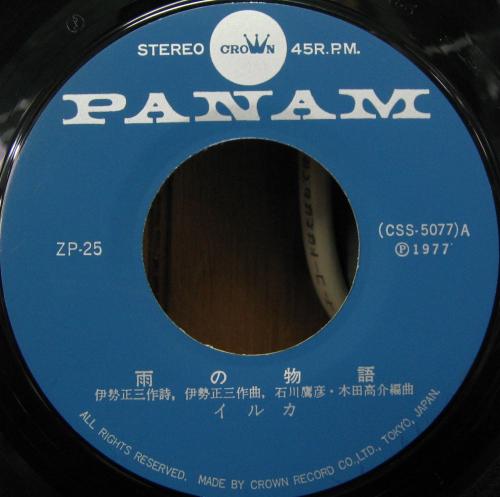 STEREO CROWN 45R.P.M.
PANAM
(CSS-5077)A
ZP-25
Ⓟ1977
雨の物語
伊勢正三作詩, 伊勢正三作曲, 石川鷹彦・木田高介編曲
イルカ
ALL RIGHTS RESERVED. MADE BY CROWN RECORD CO.,LTD., TOKYO, JAPAN.